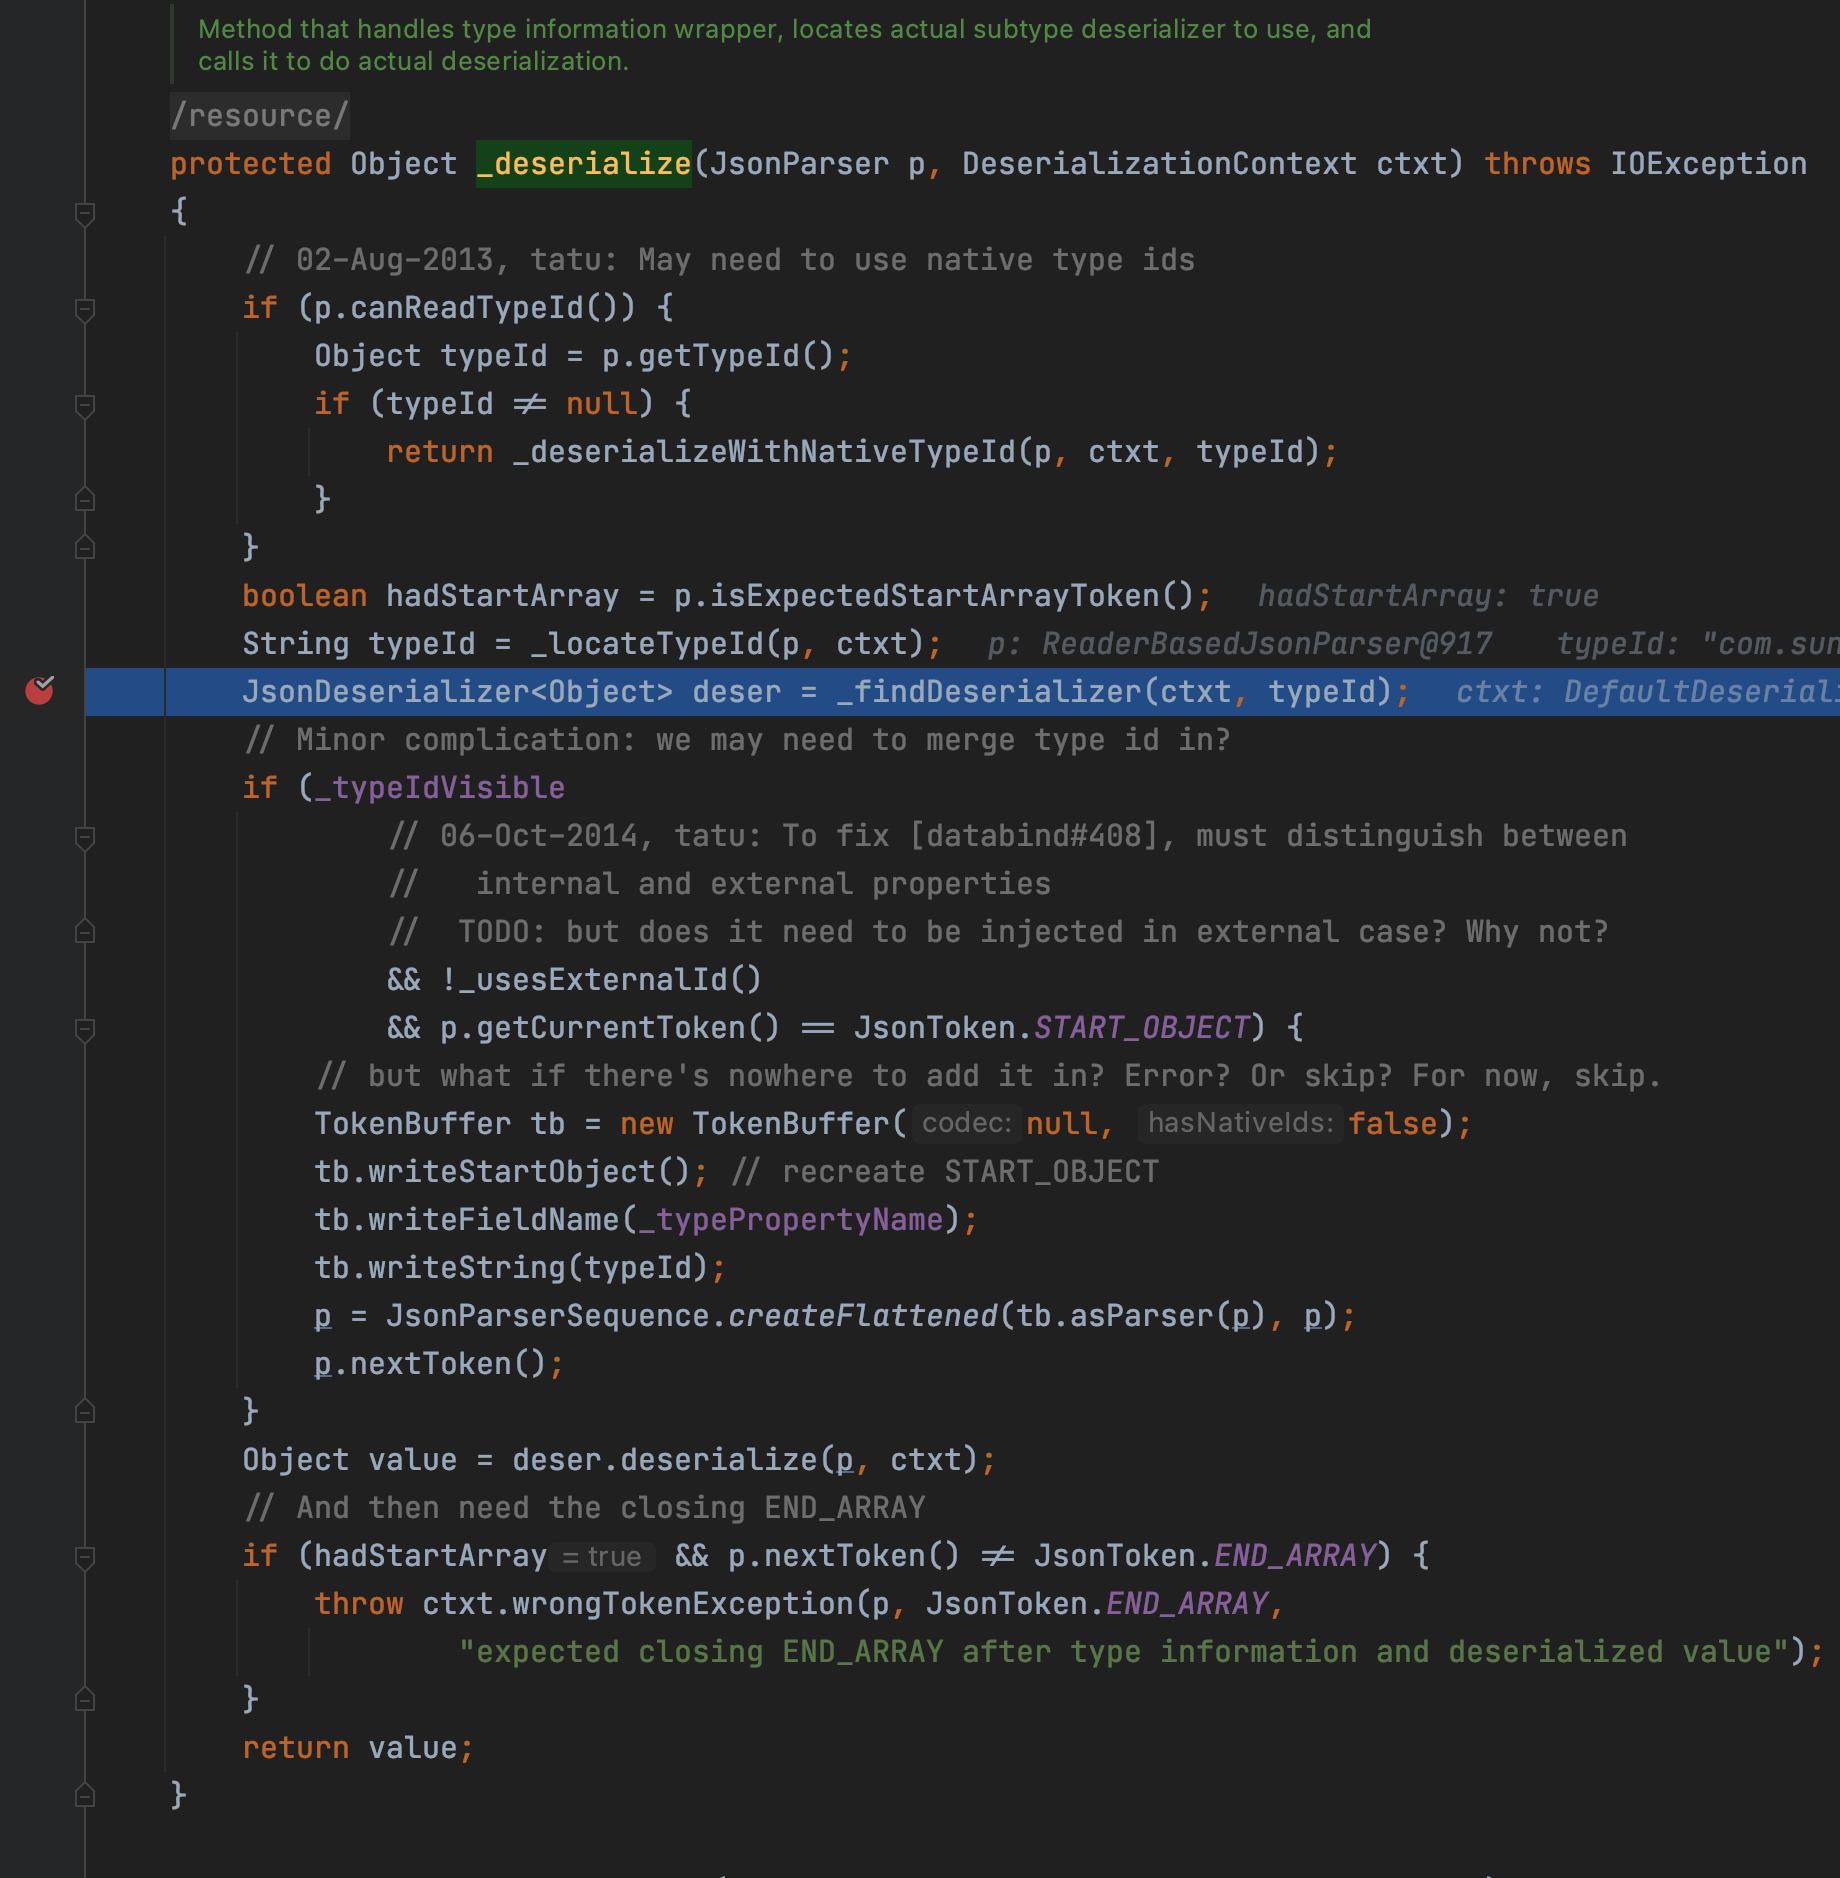 Method that handles type information wrapper, locates actual subtype deserializer to use, and
calls it to do actual deserialization.
/resource/
protected Object _deserialize(JsonParser p, DeserializationContext ctxt) throws IOException
{
// 02-Aug-2013, tatu: May need to use native type ids
if (p.canReadTypeId()) {
Object typeId = p.getTypeId();
if (typeId != null) {
return _deserializeWithNativeTypeId(p, ctxt, typeId);
}
}
boolean hadStartArray = p.isExpectedStartArrayToken(); hadStartArray: true
String typeId = _locateTypeId(p, ctxt); p: ReaderBasedJsonParser@917 typeId: "com.sun
JsonDeserializer<Object> deser = _findDeserializer(ctxt, typeId); ctxt: DefaultDeseriali
// Minor complication: we may need to merge type id in?
if (_typeIdVisible
// 06-Oct-2014, tatu: To fix [databind#408], must distinguish between
// internal and external properties
// TODO: but does it need to be injected in external case? Why not?
&& !_usesExternalId()
&& p.getCurrentToken() == JsonToken.START_OBJECT) {
// but what if there's nowhere to add it in? Error? Or skip? For now, skip.
TokenBuffer tb = new TokenBuffer( codec: null, hasNativeIds: false);
tb.writeStartObject(); // recreate START_OBJECT
tb.writeFieldName(_typePropertyName);
tb.writeString(typeId);
p = JsonParserSequence.createFlattened(tb.asParser(p), p);
p.nextToken();
}
Object value = deser.deserialize(p, ctxt);
// And then need the closing END_ARRAY
if (hadStartArray = true && p.nextToken() != JsonToken.END_ARRAY) {
throw ctxt.wrongTokenException(p, JsonToken.END_ARRAY,
"expected closing END_ARRAY after type information and deserialized value");
}
return value;
}